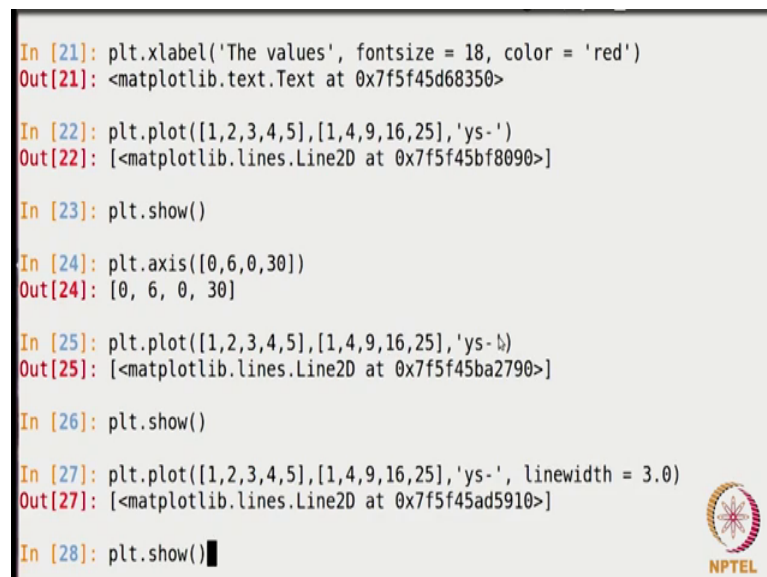 In [21]: plt.xlabel('The values', fontsize = 18, color = 'red')
Out[21]: <matplotlib.text.Text at 0x7f5f45d68350>
In [22]: plt.plot([1,2,3,4,5],[1,4,9,16,25],'ys-')
Out[22]: [<matplotlib.lines.Line2D at 0x7f5f45bf8090>]
In [23]: plt.show()
In [24]: plt.axis([0,6,0,30])
Out[24]: [0, 6, 0, 30]
In [25]: plt.plot([1,2,3,4,5],[1,4,9,16,25],'ys-')
Out[25]: [<matplotlib.lines.Line2D at 0x7f5f45ba2790>]
In [26]: plt.show()
In [27]: plt.plot([1,2,3,4,5],[1,4,9,16,25],'ys-', linewidth = 3.0)
Out[27]: [<matplotlib.lines.Line2D at 0x7f5f45ad5910>]
In [28]: plt.show()
NPTEL